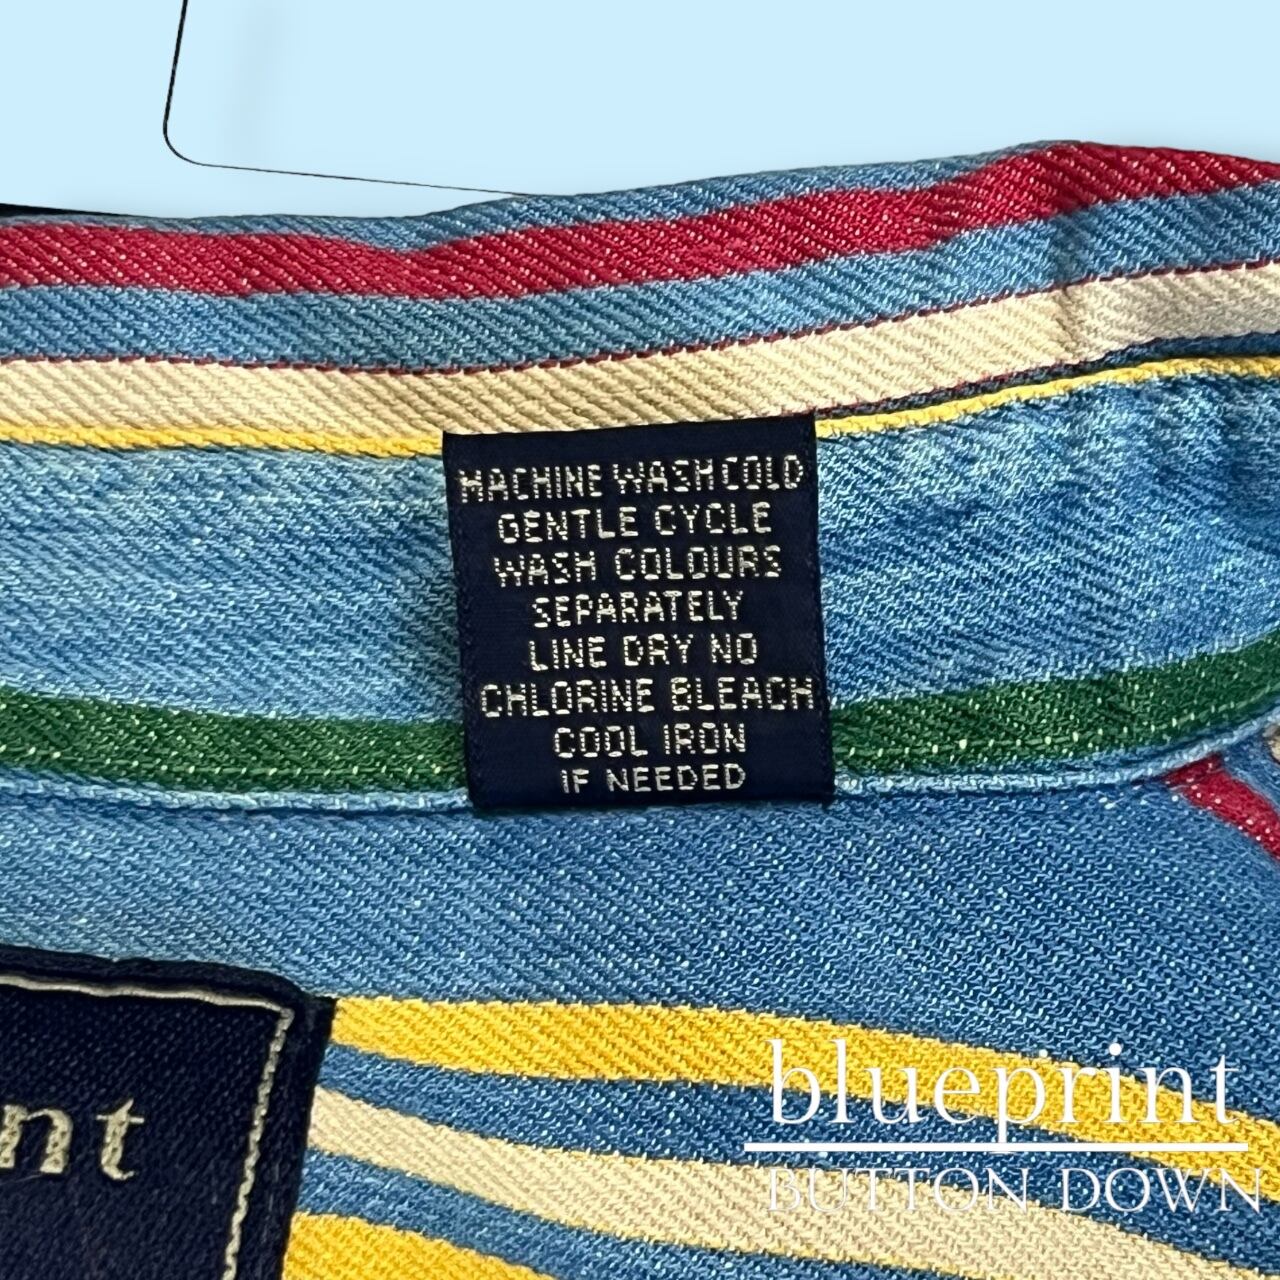 MACHINE WASH COLD
GENTLE CYCLE
WASH COLOURS
SEPARATELY
LINE DRY NO
CHLORINE BLEACH
COOL IRON
IF NEEDED
nt
blueprint
BUTTON DOWN